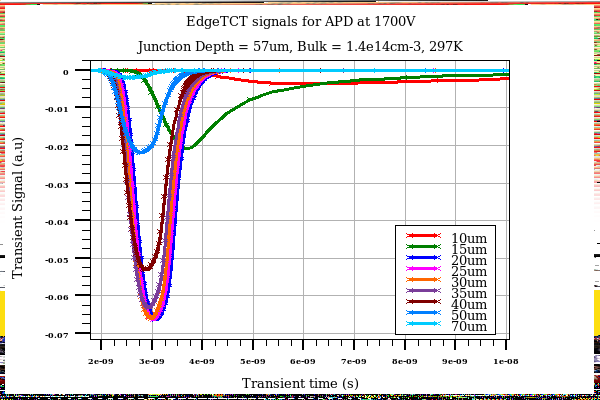 EdgeTCT signals for APD at 1700V
Junction Depth = 57um, Bulk = 1.4e14cm-3, 297K
Transient Signal (a.u)
0
-0.01
-0.02
-0.03
-0.04
-0.05
-0.06
-0.07
10um
15um
20um
25um
30um
35um
40um
50um
70um
2e-09 3e-09 4e-09 5e-09 6e-09 7e-09 8e-09 9e-09 1e-08
Transient time (s)